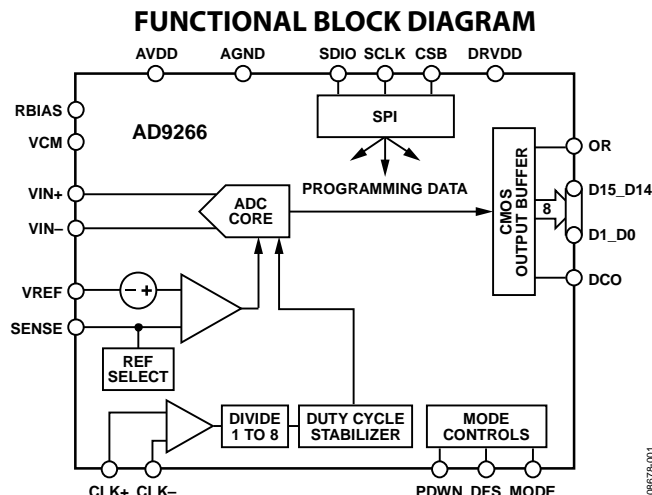 FUNCTIONAL BLOCK DIAGRAM
AVDD AGND SDIO SCLK CSB DRVDD
RBIAS
VCM
AD9266
SPI
PROGRAMMING DATA
OR
VIN+
VIN–
ADC
CORE
CMOS
OUTPUT BUFFER
8
D15_D14
D1_D0
DCO
VREF
– +
SENSE
REF
SELECT
DIVIDE
1 TO 8
DUTY CYCLE
STABILIZER
MODE
CONTROLS
CLK+ CLK–
PDWN DFS MODE
08678-001